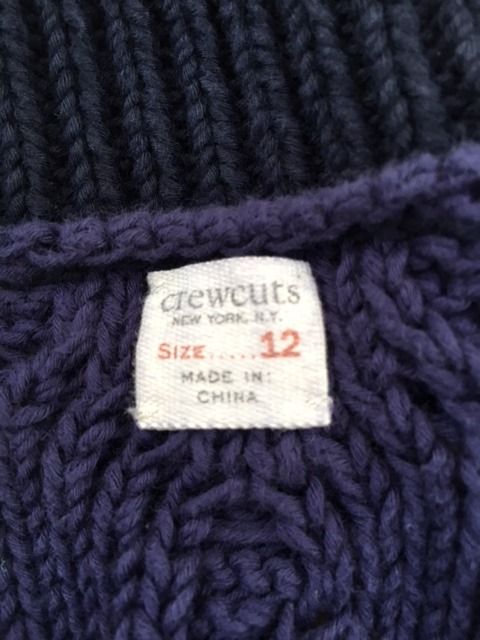 crewcuts
NEW YORK, N.Y.
SIZE.....12
MADE IN:
CHINA